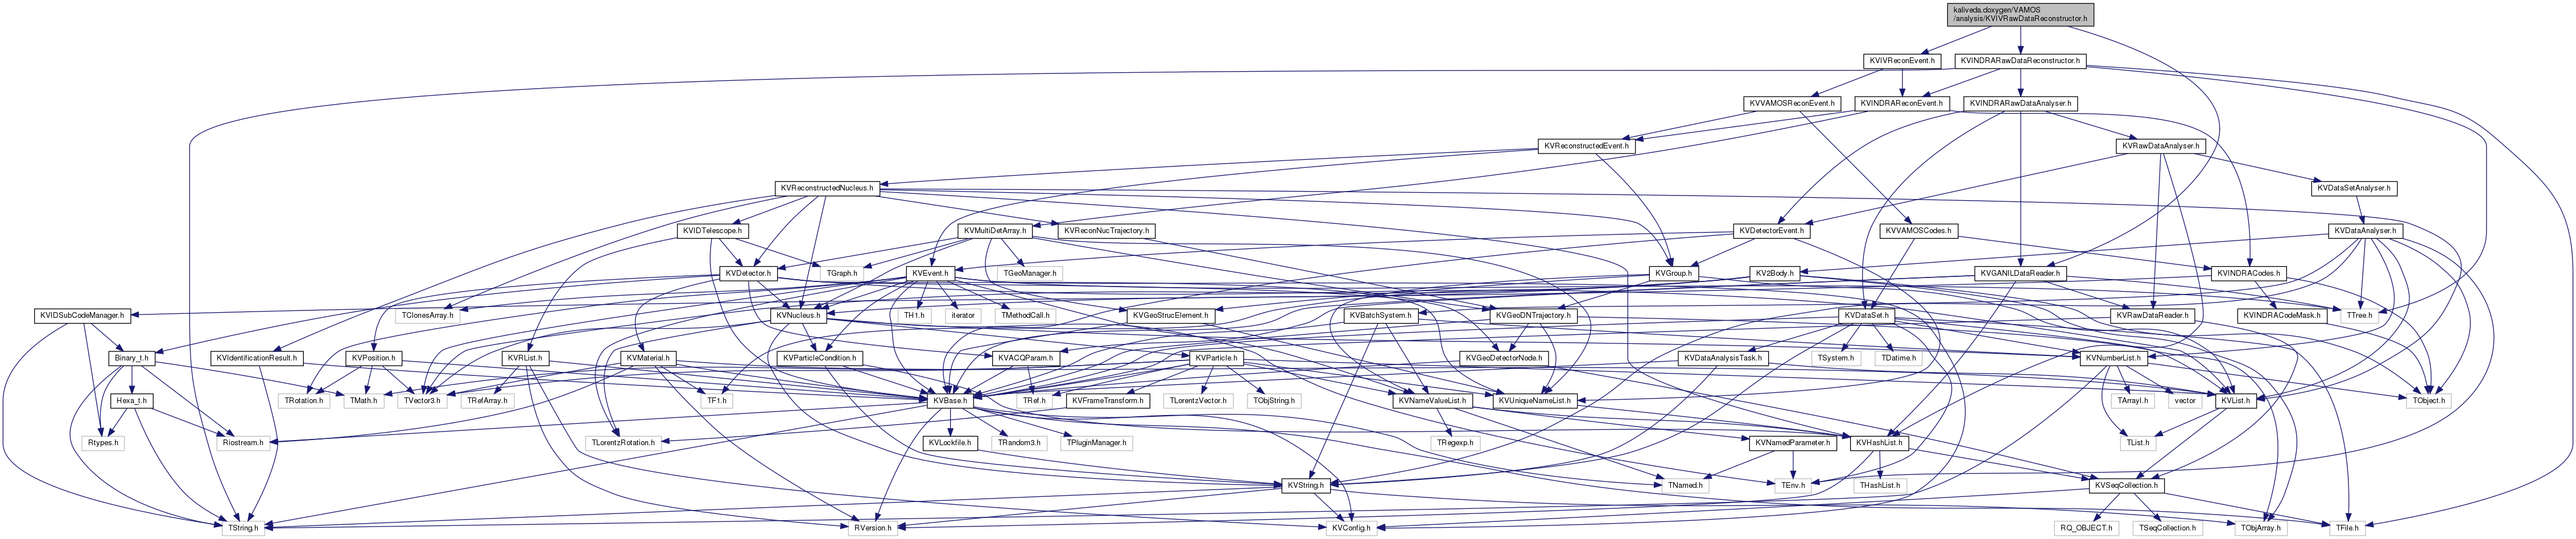 kaliveda.doxygen/VAMOS
/analysis/KVIVRawDataReconstructor.h
KVIVReconEvent.h
KVINDRARawDataReconstructor.h
KVVAMOSReconEvent.h
KVINDRAReconEvent.h
KVINDRARawDataAnalyser.h
KVReconstructedEvent.h
KVRawDataAnalyser.h
KVReconstructedNucleus.h
KVDataSetAnalyser.h
KVIDTelescope.h
KVMultiDetArray.h
KVReconNucTrajectory.h
KVDetectorEvent.h
KVVAMOSCodes.h
KVDataAnalyser.h
KVDetector.h
TGraph.h
KVEvent.h
TGeoManager.h
KVGroup.h
KV2Body.h
KVGANILDataReader.h
KVINDRACodes.h
KVIDSubCodeManager.h
TClonesArray.h
KVNucleus.h
TH1.h
iterator
TMethodCall.h
KVGeoStrucElement.h
KVGeoDNTrajectory.h
KVBatchSystem.h
KVDataSet.h
KVRawDataReader.h
KVINDRACodeMask.h
TTree.h
Binary_t.h
KVIdentificationResult.h
KVPosition.h
KVRList.h
KVMaterial.h
KVParticleCondition.h
KVACQParam.h
KVParticle.h
KVGeoDetectorNode.h
KVDataAnalysisTask.h
TSystem.h
TDatime.h
KVNumberList.h
Hexa_t.h
TRotation.h
TMath.h
TVector3.h
TRefArray.h
TF1.h
KVBase.h
TRef.h
KVFrameTransform.h
TLorentzVector.h
TObjString.h
KVNameValueList.h
KVUniqueNameList.h
TArrayI.h
vector
KVList.h
TObject.h
Rtypes.h
Riostream.h
TLorentzRotation.h
KVLockfile.h
TRandom3.h
TPluginManager.h
TRegexp.h
KVNamedParameter.h
KVHashList.h
TList.h
KVString.h
TNamed.h
TEnv.h
THashList.h
KVSeqCollection.h
TString.h
RVersion.h
KVConfig.h
RQ_OBJECT.h
TSeqCollection.h
TObjArray.h
TFile.h